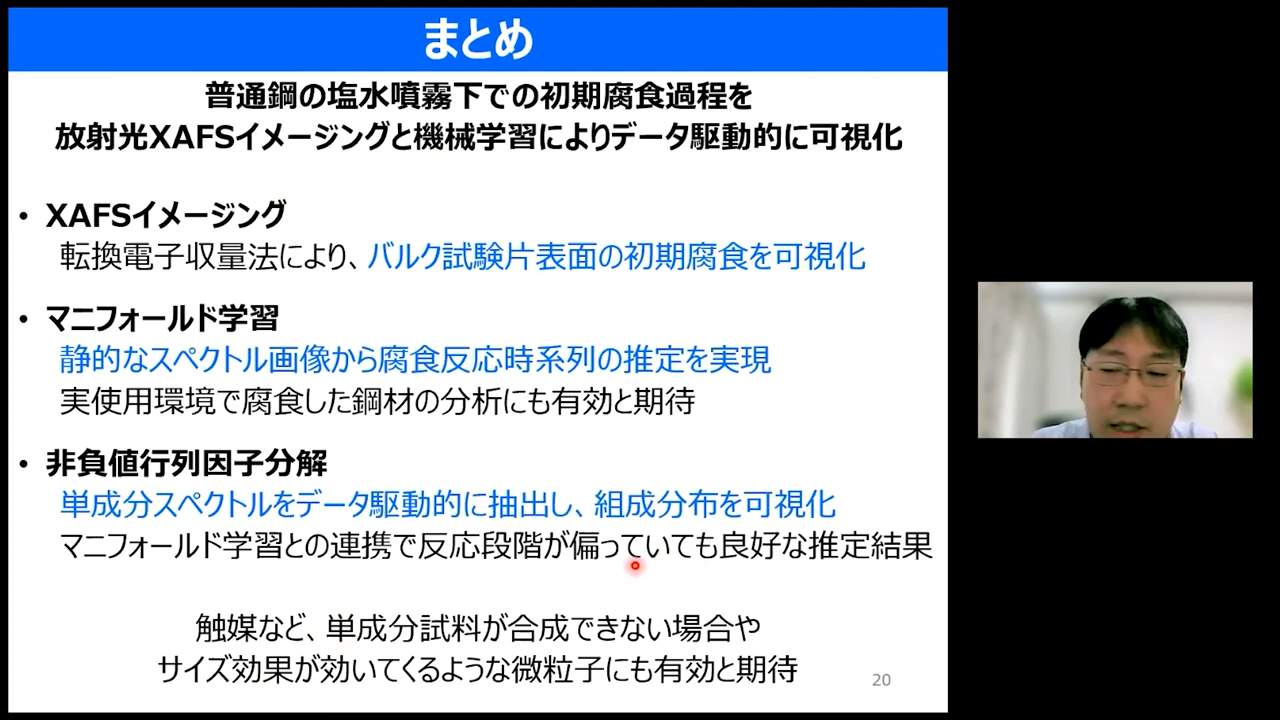 まとめ
普通鋼の塩水噴霧下での初期腐食過程を
放射光XAFSイメージングと機械学習によりデータ駆動的に可視化
• XAFSイメージング
転換電子収量法により、バルク試験片表面の初期腐食を可視化
• マニフォールド学習
静的なスペクトル画像から腐食反応時系列の推定を実現
実使用環境で腐食した鋼材の分析にも有効と期待
• 非負値行列因子分解
単成分スペクトルをデータ駆動的に抽出し、組成分布を可視化
マニフォールド学習との連携で反応段階が偏っていても良好な推定結果
触媒など、単成分試料が合成できない場合や
サイズ効果が効いてくるような微粒子にも有効と期待
20